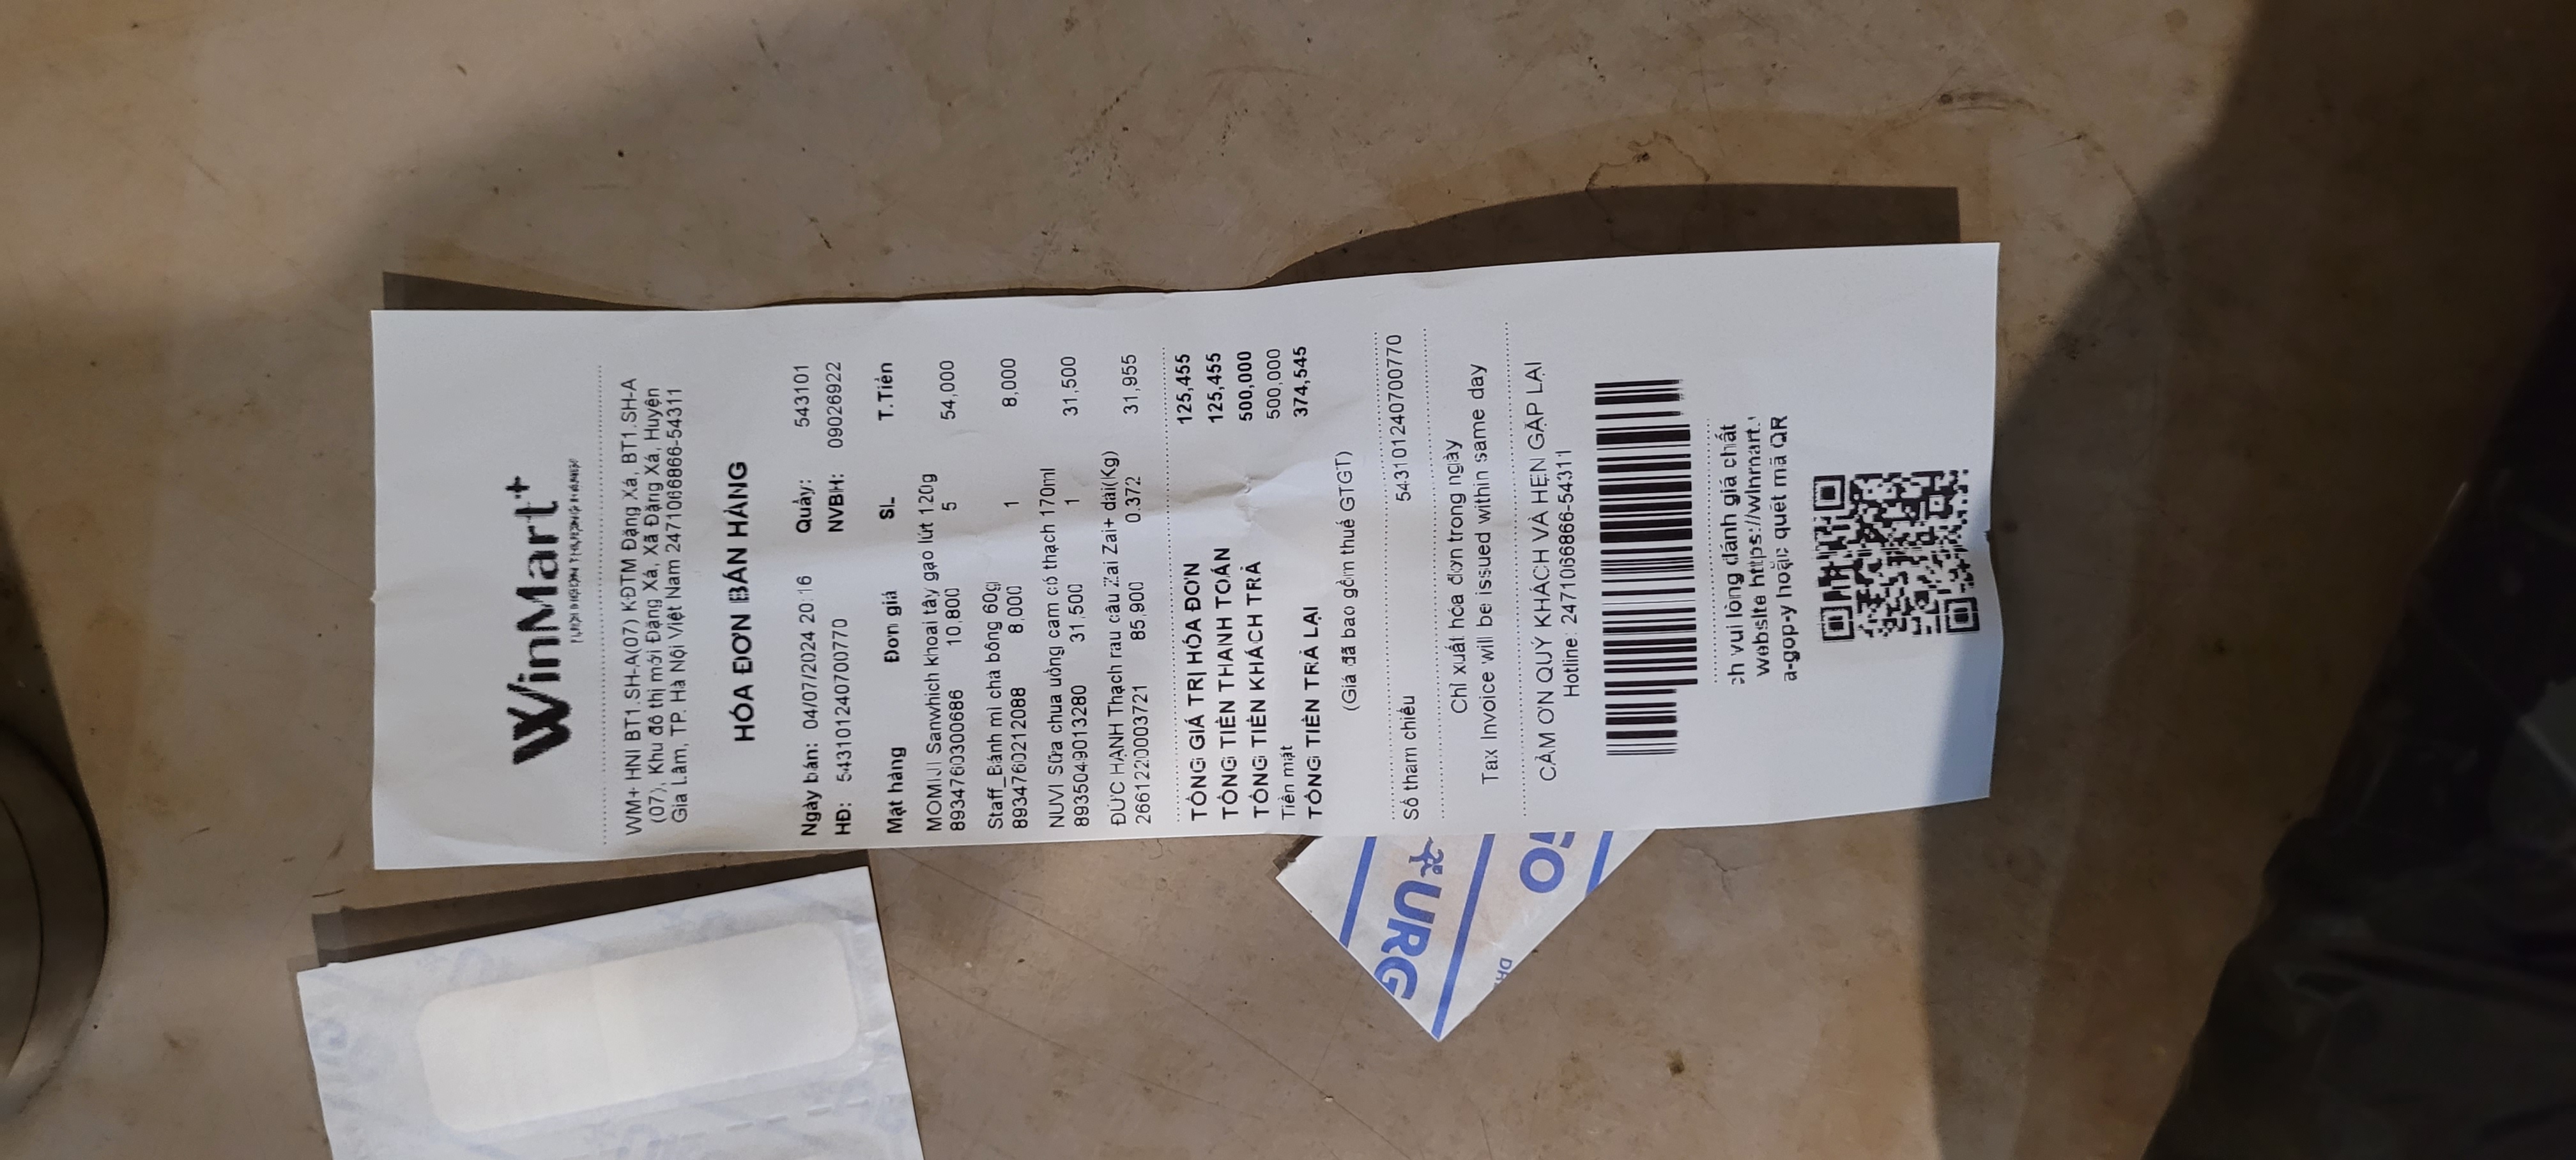 WinMart+
WM+ HNI BT1.SH-A(07) KĐTM Đặng Xá, BT1.SH-A
(07), Khu đô thị mới Đặng Xá, Xã Đặng Xá, Huyện
Gia Lâm, TP. Hà Nội Việt Nam 2471066866-54311
HÓA ĐƠN BÁN HÀNG
Ngày bán: 04/07/2024 20:16 Quầy: 543101
HĐ: 543101240700770 NVBH: 09026922
Mặt hàng Đơn giá SL T.Tiền
MOMIJI Sanwhich khoai tây gạo lứt 120g
8934760300686 10,800 5 54,000
Staff_Bánh mì chà bông 60g
8934760212088 8,000 1 8,000
NUVI Sữa chua uống cam có thạch 170ml
8935049013280 31,500 1 31,500
ĐỨC HẠNH Thạch rau câu Zai Zai+ dài(Kg)
2661220003721 85,900 0.372 31,955
TỔNG GIÁ TRỊ HÓA ĐƠN 125,455
TỔNG TIỀN THANH TOÁN 125,455
TỔNG TIỀN KHÁCH TRẢ 500,000
Tiền mặt 500,000
TỔNG TIỀN TRẢ LẠI 374,545
(Giá đã bao gồm thuế GTGT)
Số tham chiếu 543101240700770
Chỉ xuất hóa đơn trong ngày
Tax Invoice will be issued within same day
CẢM ƠN QUÝ KHÁCH VÀ HẸN GẶP LẠI
Hotline: 2471066866-54311
ch vui lòng đánh giá chất
website https://winmart.v
a-gop-y hoặc quét mã QR
URG
GO